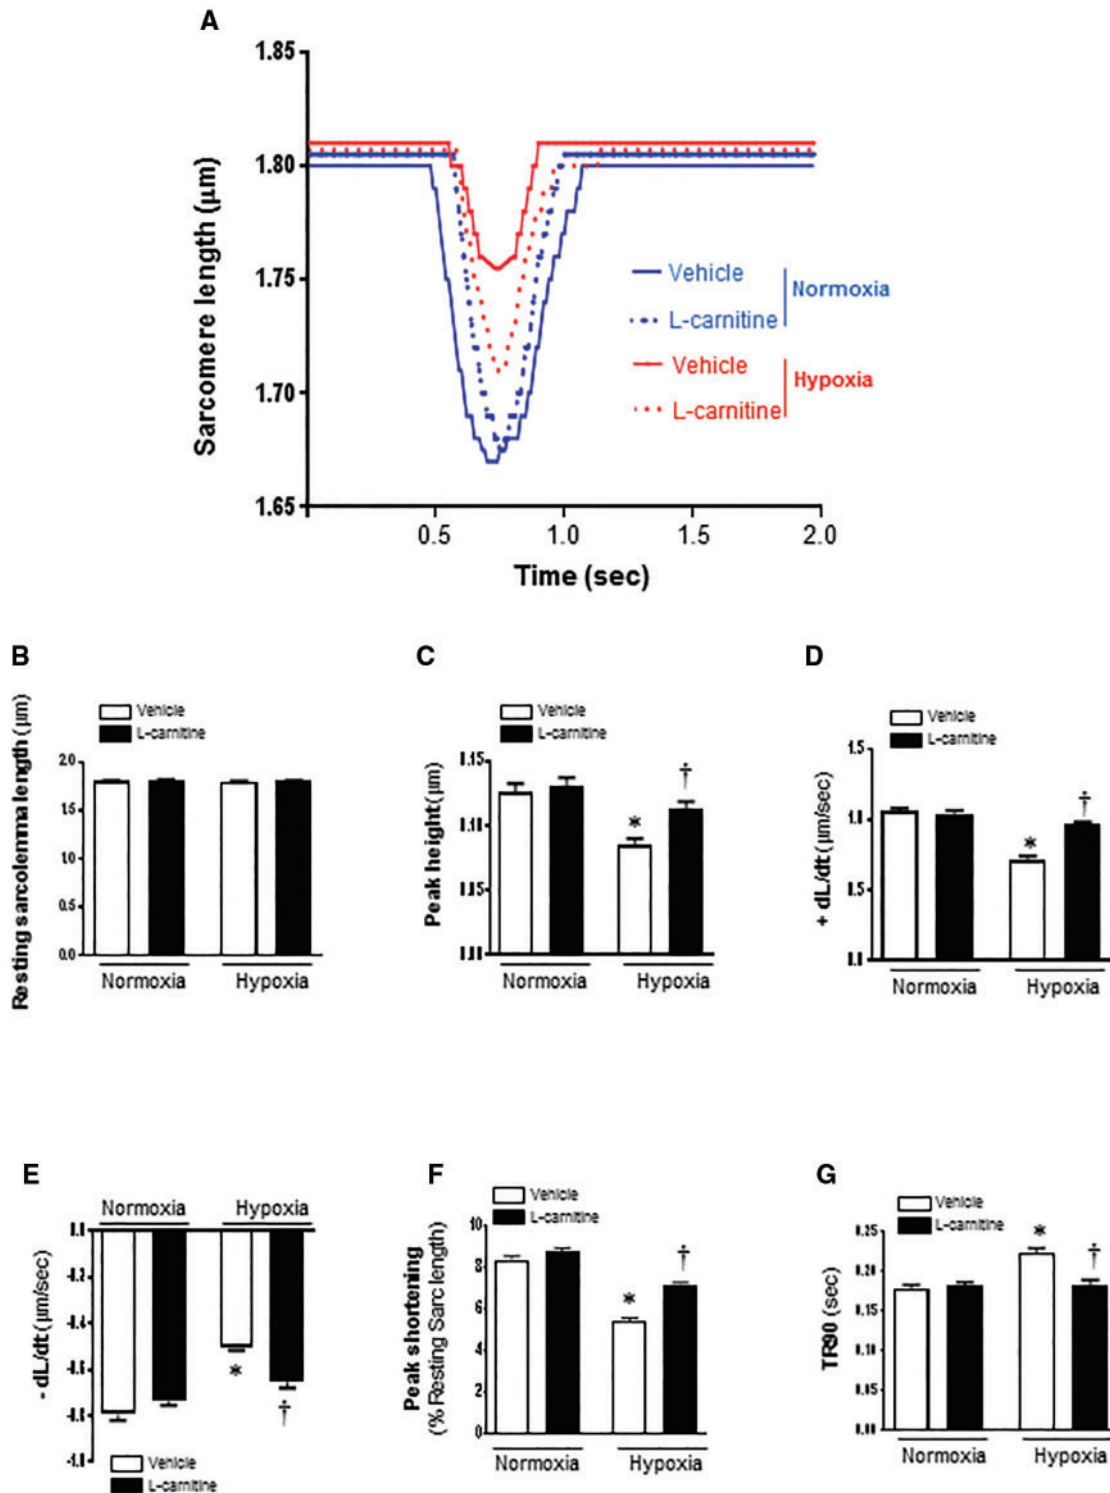 A
1.85
1.80
1.75
1.70
1.65
Sarcomere length (μm)
0.5
1.0
1.5
2.0
Time (sec)
Vehicle
L-carnitine
Normoxia
Vehicle
L-carnitine
Hypoxia
B
Vehicle
L-carnitine
Resting sarcolemma length (μm)
2.0
1.5
1.0
0.5
0.0
Normoxia
Hypoxia
C
Vehicle
L-carnitine
Peak height (μm)
*
†
Normoxia
Hypoxia
D
Vehicle
L-carnitine
+ dL/dt (μm/sec)
*
†
Normoxia
Hypoxia
E
Normoxia
Hypoxia
- dL/dt (μm/sec)
*
†
Vehicle
L-carnitine
F
Vehicle
L-carnitine
Peak shortening
(% Resting Sarc length)
10
8
6
4
2
0
*
†
Normoxia
Hypoxia
G
Vehicle
L-carnitine
TR90 (sec)
*
†
Normoxia
Hypoxia